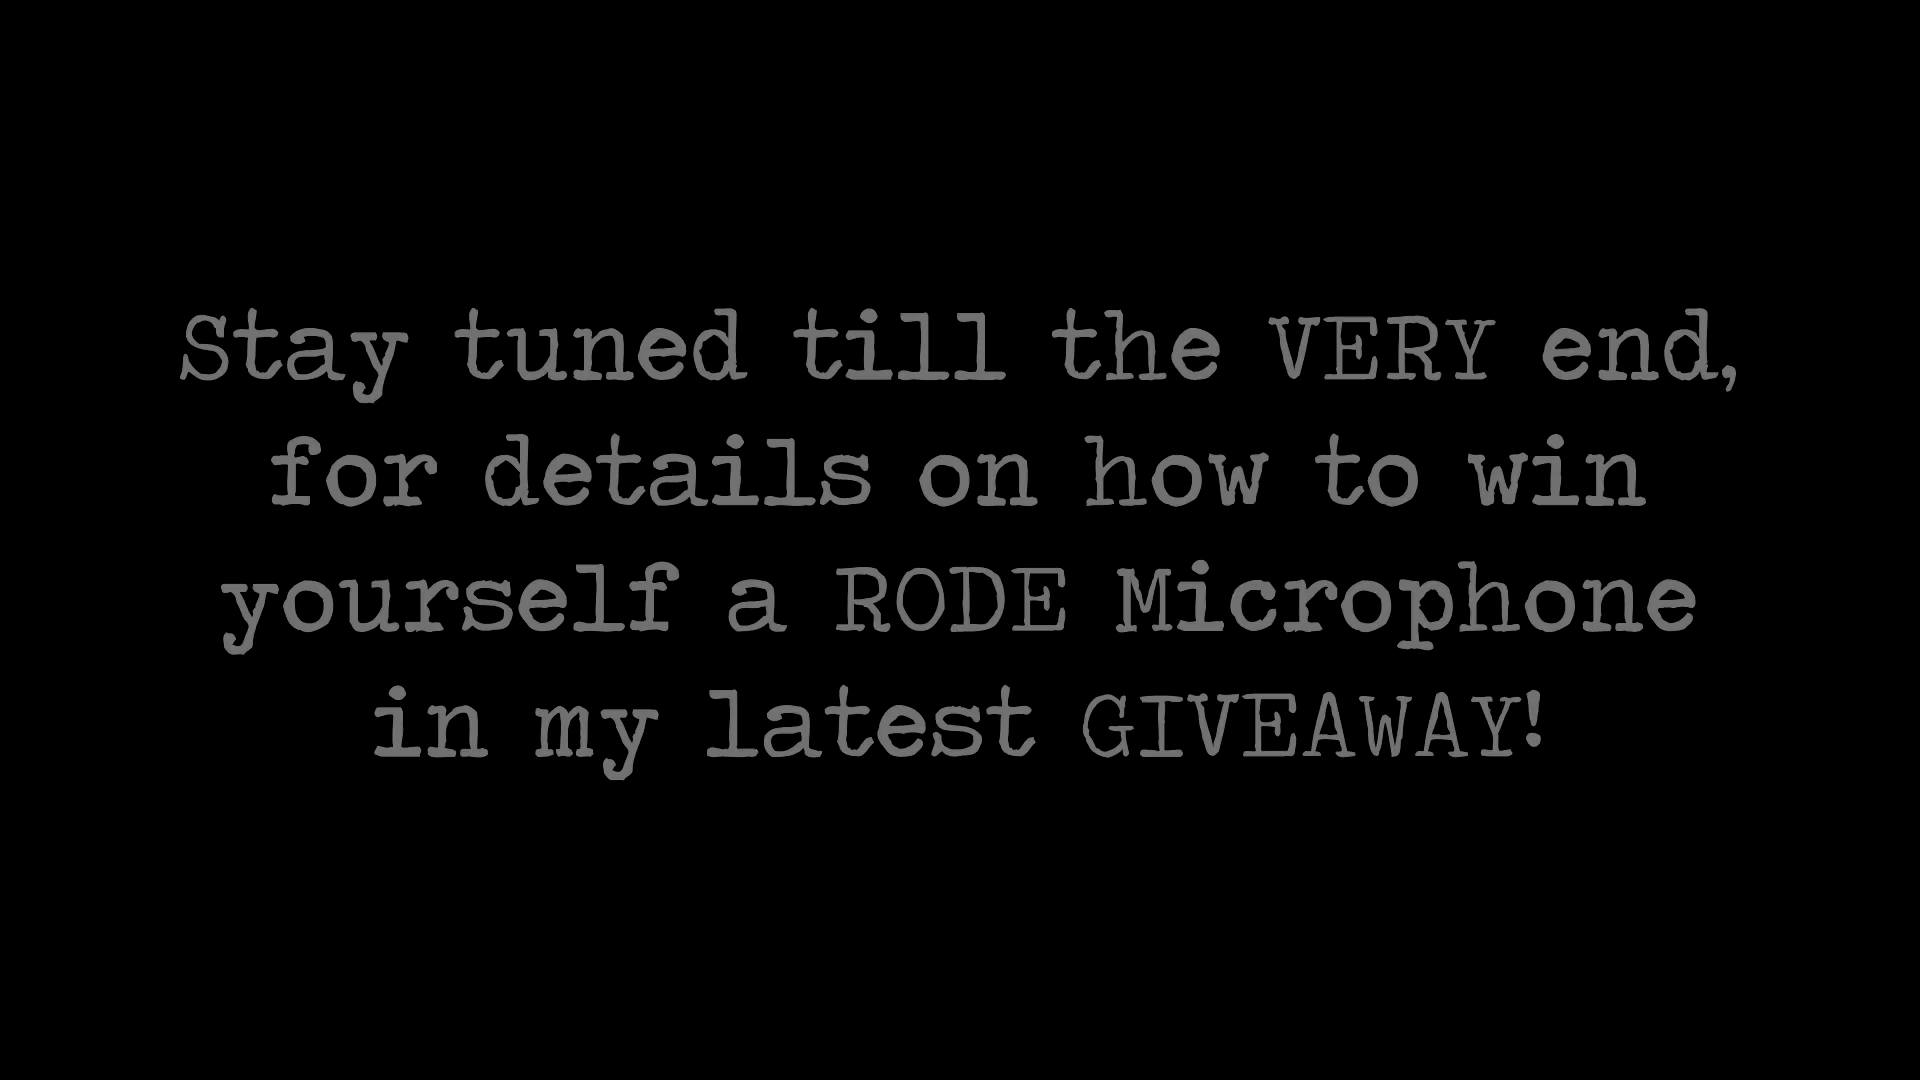 Stay tuned till the VERY end,
for details on how to win
yourself a RODE Microphone
in my latest GIVEAWAY!